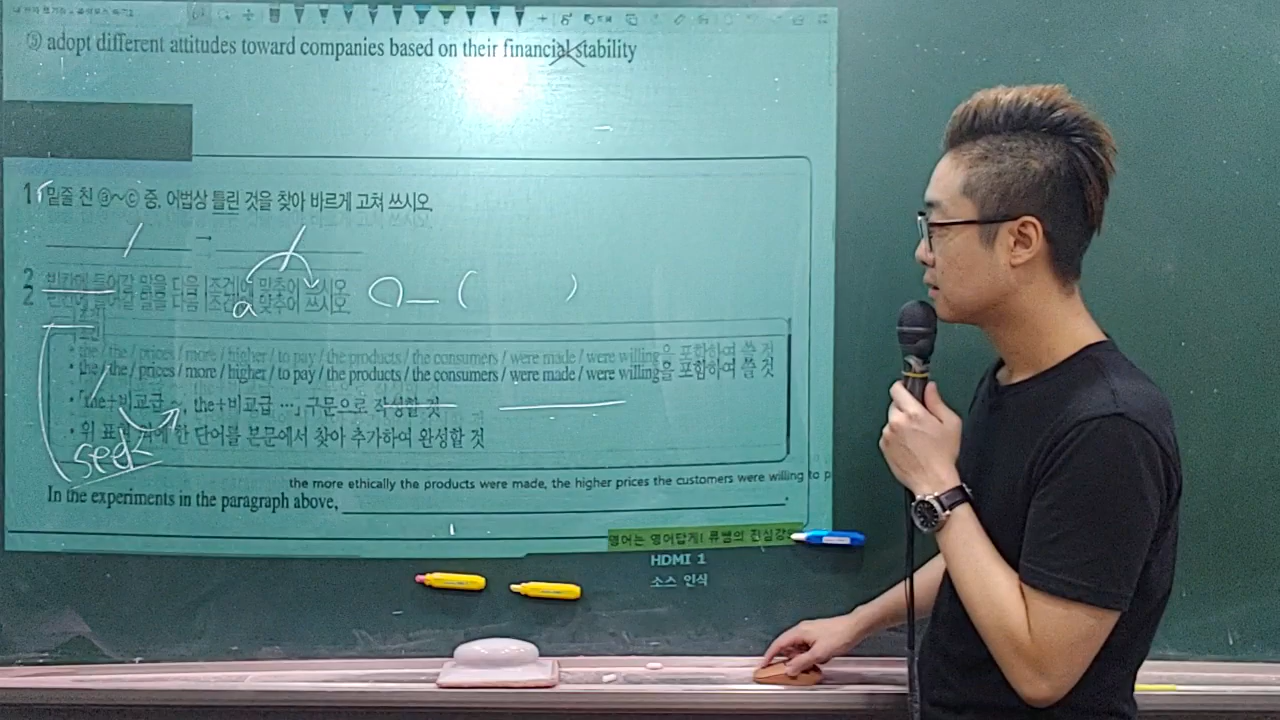 ③ adopt different attitudes toward companies based on their financial stability
1 밑줄 친 ⓐ~ⓒ 중, 어법상 틀린 것을 찾아 바르게 고쳐 쓰시오.
→
2 빈칸에 들어갈 말을 다음 |조건|에 맞추어 쓰시오.
a ( )
• the / the / prices / more / higher / to pay / the products / the consumers / were made / were willing을 포함하여 쓸 것
• 「the+비교급 ~, the+비교급 …」 구문으로 작성할 것
• 위 표현 외에 한 단어를 본문에서 찾아 추가하여 완성할 것
seek
the more ethically the products were made, the higher prices the customers were willing to p
In the experiments in the paragraph above, .
영어는 영어답게! 류쌤의 진심강
HDMI 1
소스 인식